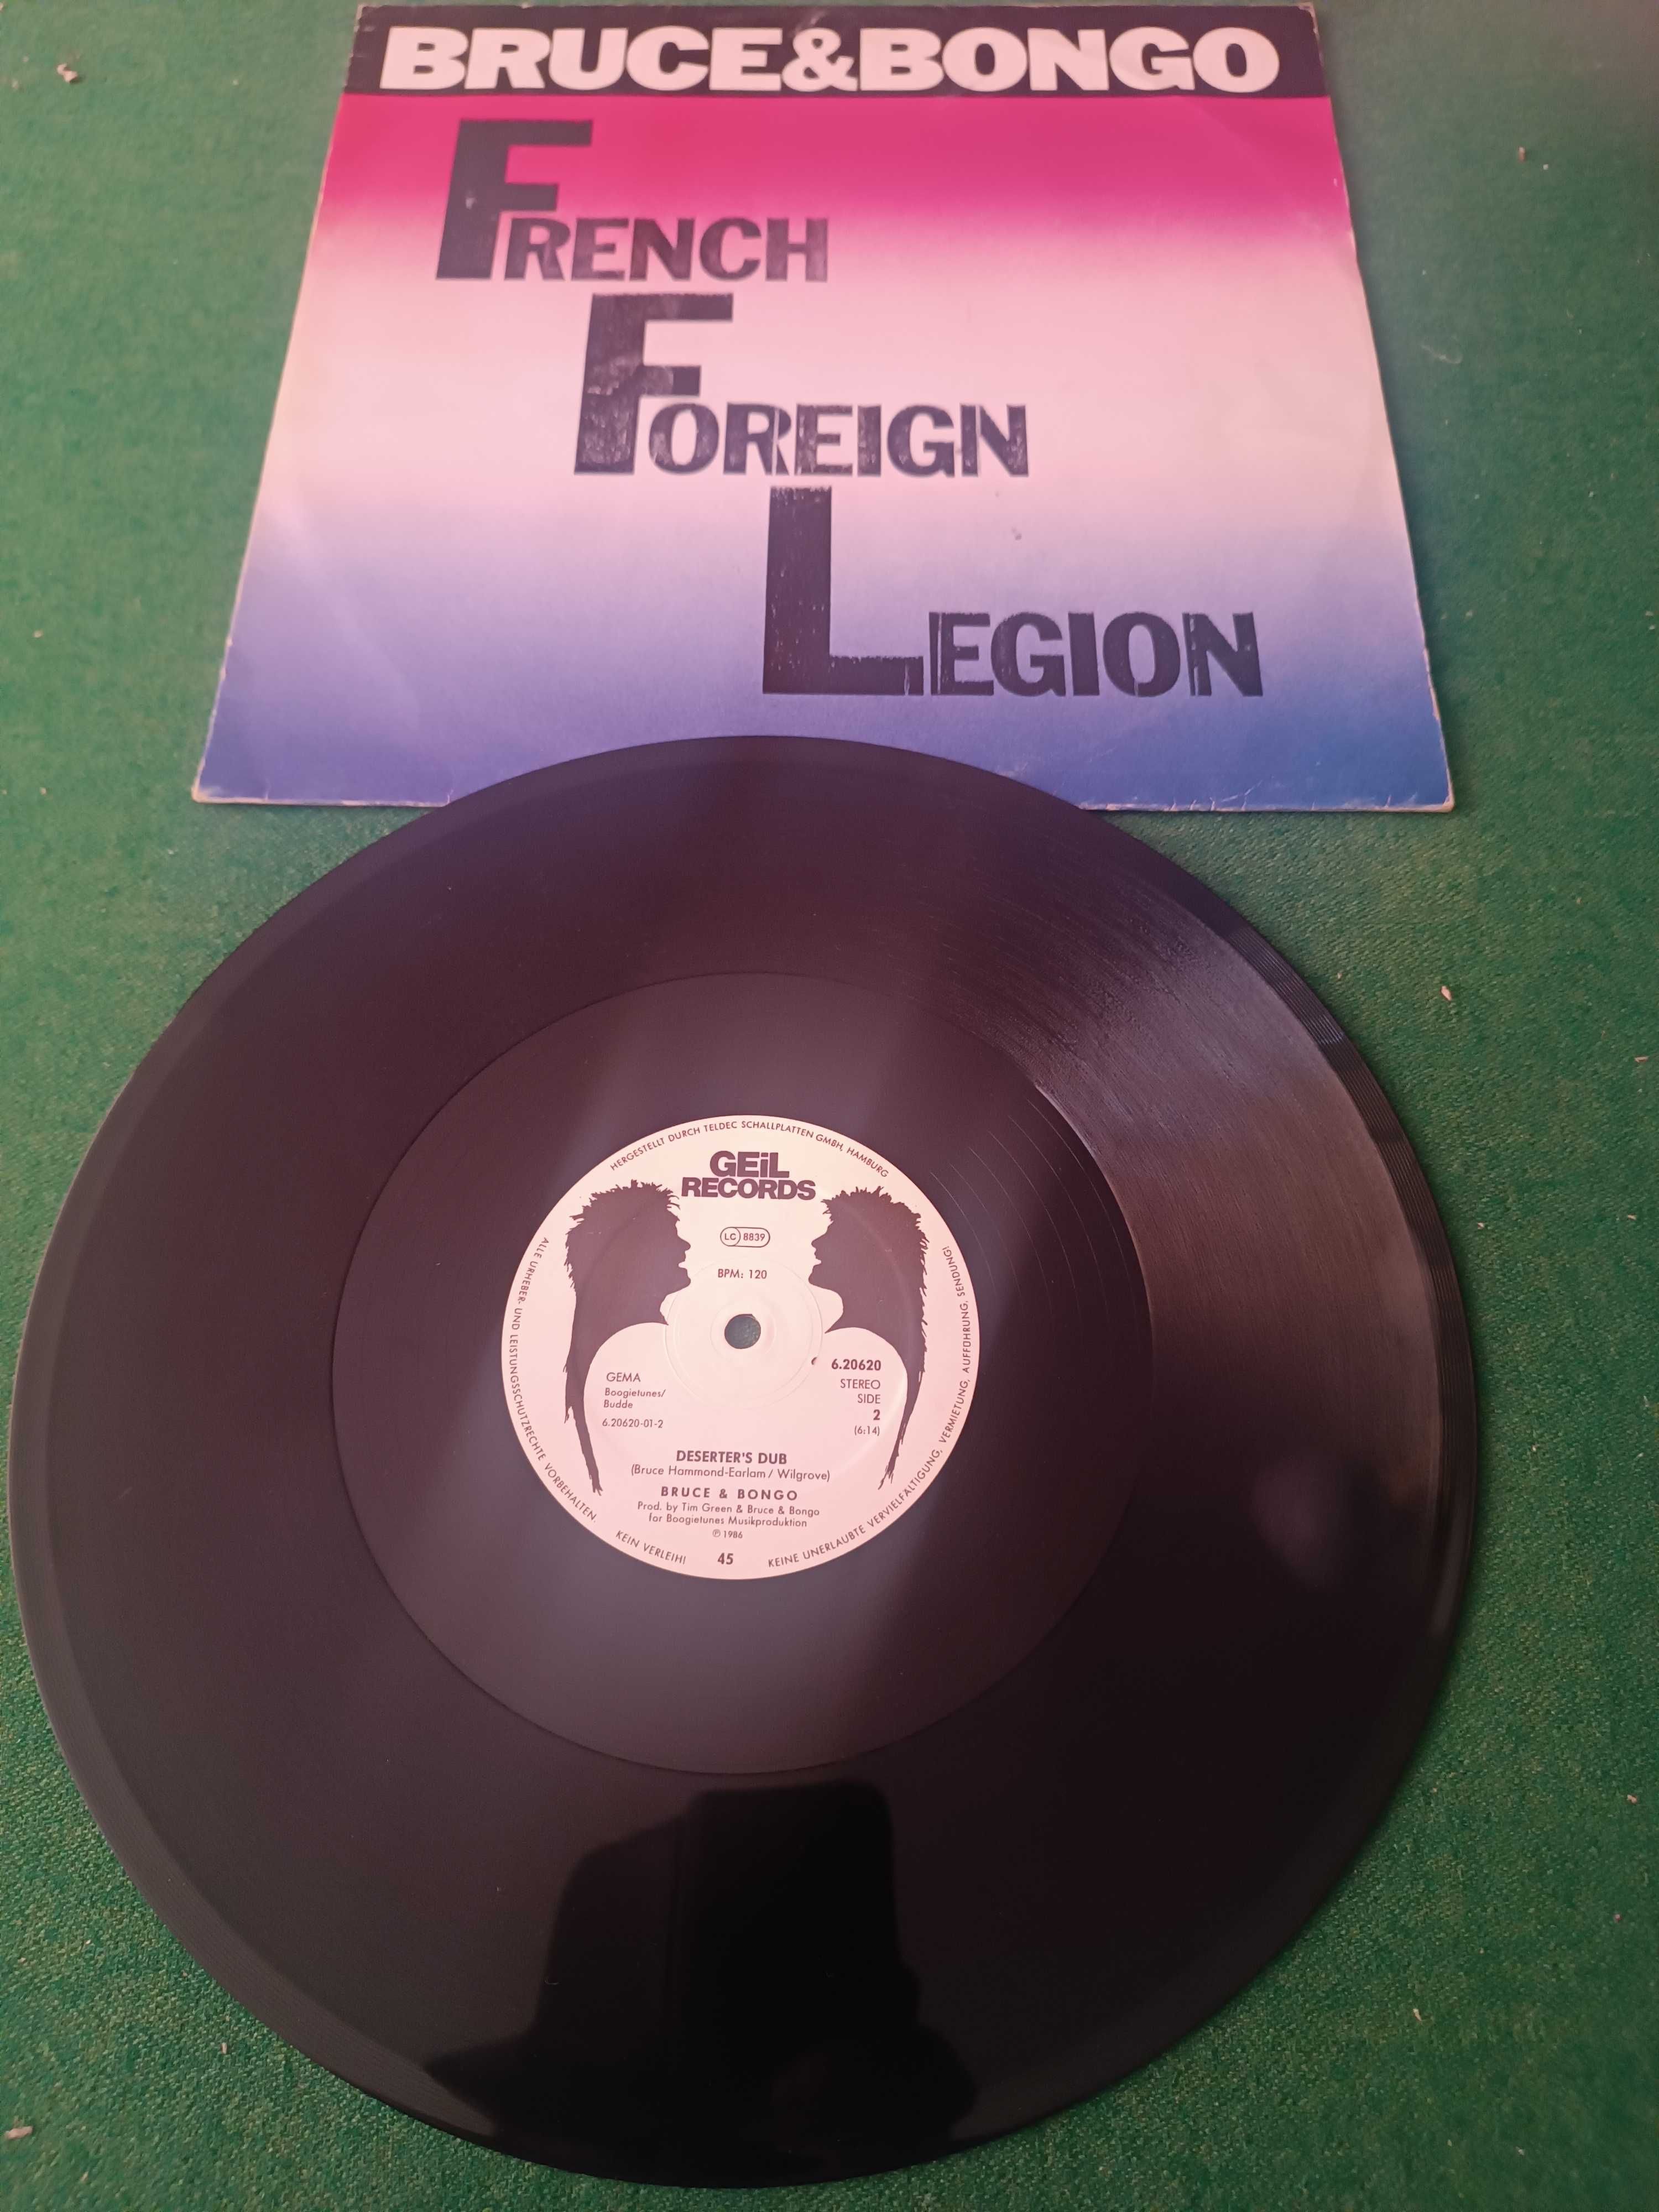 BRUCE&BONGO
FRENCH
FOREIGN
LEGION
HERGESTELLT DURCH TELDEC SCHALLPLATTEN GMBH, HAMBURG
GEiL
RECORDS
LC 8839
BPM: 120
6.20620
STEREO
SIDE
2
(6:14)
GEMA
Boogietunes/
Budde
6.20620-01-2
DESERTER'S DUB
(Bruce Hammond-Earlam / Wilgrove)
BRUCE & BONGO
Prod. by Tim Green & Bruce & Bongo
for Boogietunes Musikproduktion
℗ 1986
45
ALLE URHEBER- UND LEISTUNGSSCHUTZRECHTE VORBEHALTEN
KEIN VERLEIH!
KEINE UNERLAUBTE VERVIELFÄLTIGUNG, VERMIETUNG, AUFFÜHRUNG, SENDUNG!